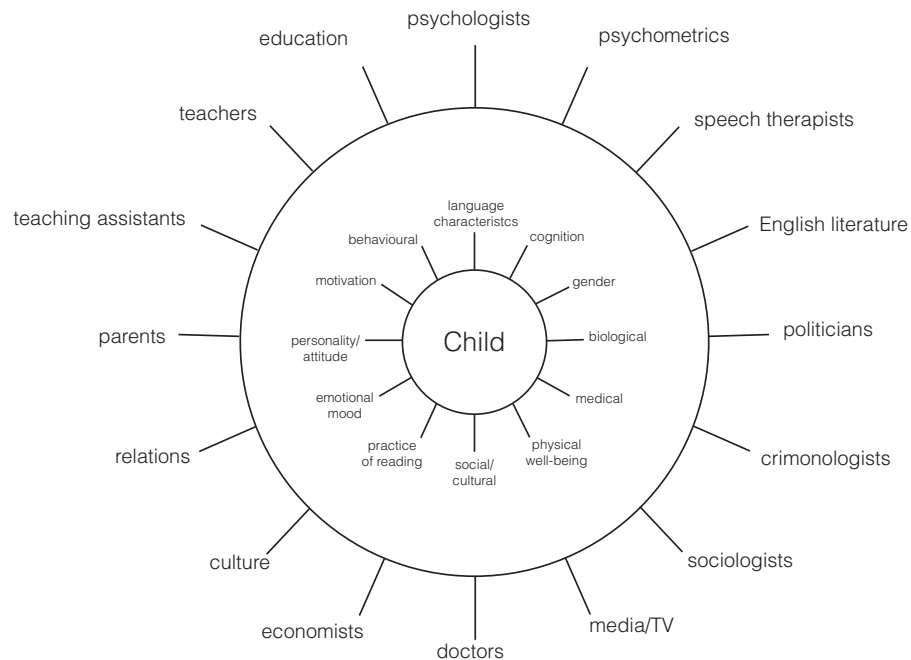 psychologists
psychometrics
speech therapists
English literature
politicians
crimonologists
sociologists
media/TV
doctors
economists
culture
relations
parents
teaching assistants
teachers
education
language
characteristcs
cognition
gender
biological
medical
physical
well-being
social/
cultural
practice
of reading
emotional
mood
personality/
attitude
motivation
behavioural
Child